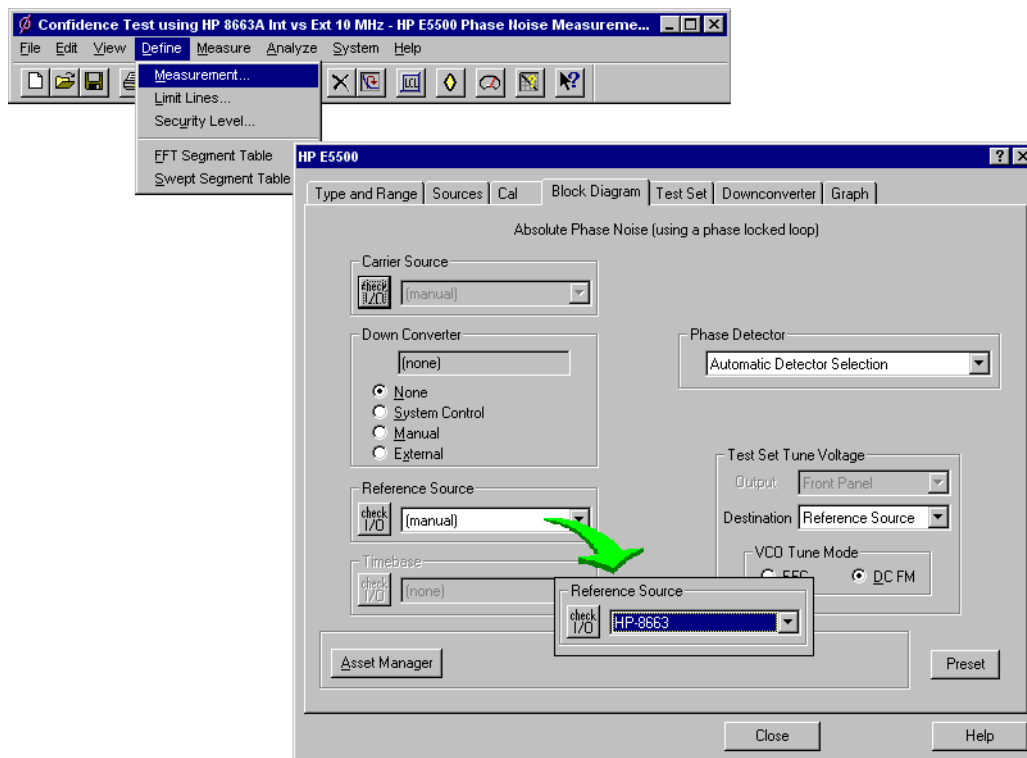 Confidence Test using HP 8663A Int vs Ext 10 MHz - HP E5500 Phase Noise Measureme...
File Edit View Define Measure Analyze System Help
Measurement...
Limit Lines...
Security Level...
FFT Segment Table
Swept Segment Table
HP E5500
Type and Range Sources Cal Block Diagram Test Set Downconverter Graph
Absolute Phase Noise (using a phase locked loop)
Carrier Source
check I/O (manual)
Down Converter
(none)
None
System Control
Manual
External
Phase Detector
Automatic Detector Selection
Reference Source
check I/O (manual)
Timebase
check I/O (none)
Test Set Tune Voltage
Output Front Panel
Destination Reference Source
VCO Tune Mode
DC FM
Reference Source
check I/O HP-8663
Asset Manager
Preset
Close
Help